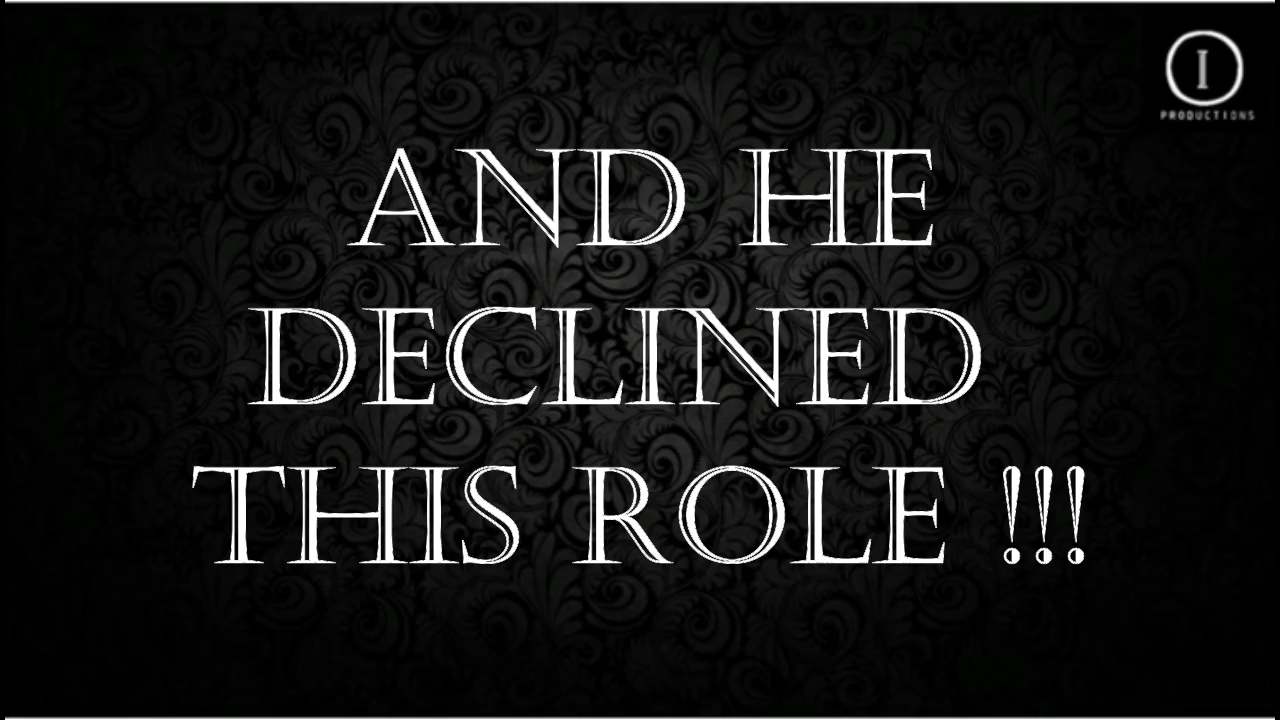 I
PRODUCTIONS
AND HE
DECLINED
THIS ROLE !!!